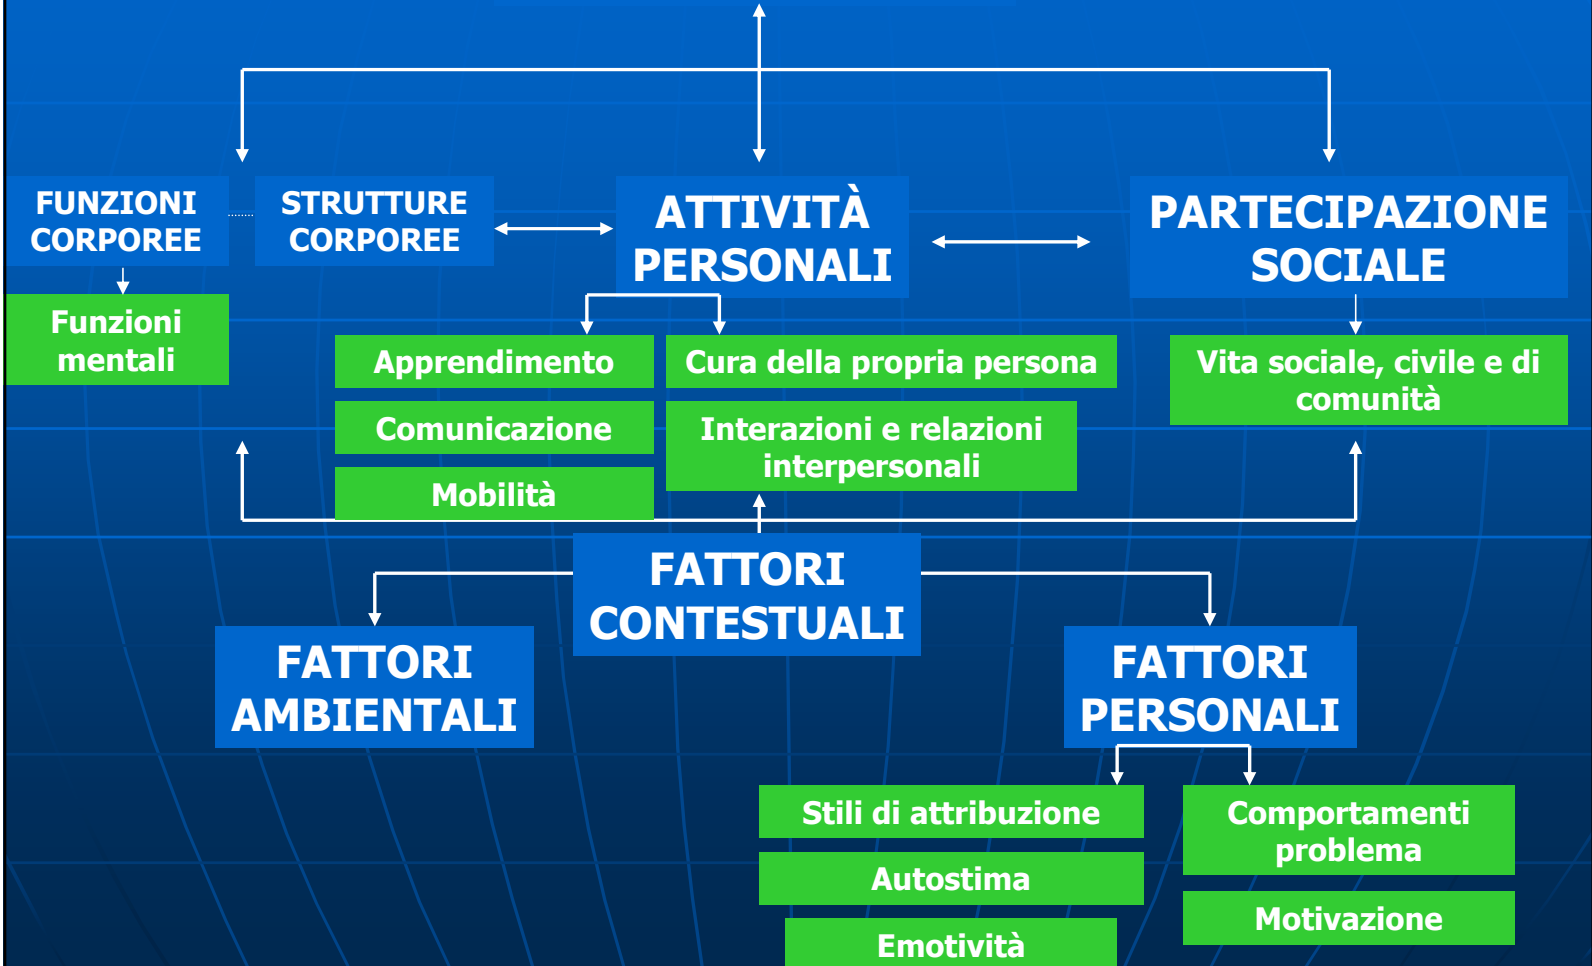 FUNZIONI
CORPOREE
STRUTTURE
CORPOREE
ATTIVITÀ
PERSONALI
PARTECIPAZIONE
SOCIALE
Funzioni
mentali
Apprendimento
Cura della propria persona
Vita sociale, civile e di
comunità
Comunicazione
Interazioni e relazioni
interpersonali
Mobilità
FATTORI
CONTESTUALI
FATTORI
AMBIENTALI
FATTORI
PERSONALI
Stili di attribuzione
Comportamenti
problema
Autostima
Motivazione
Emotività